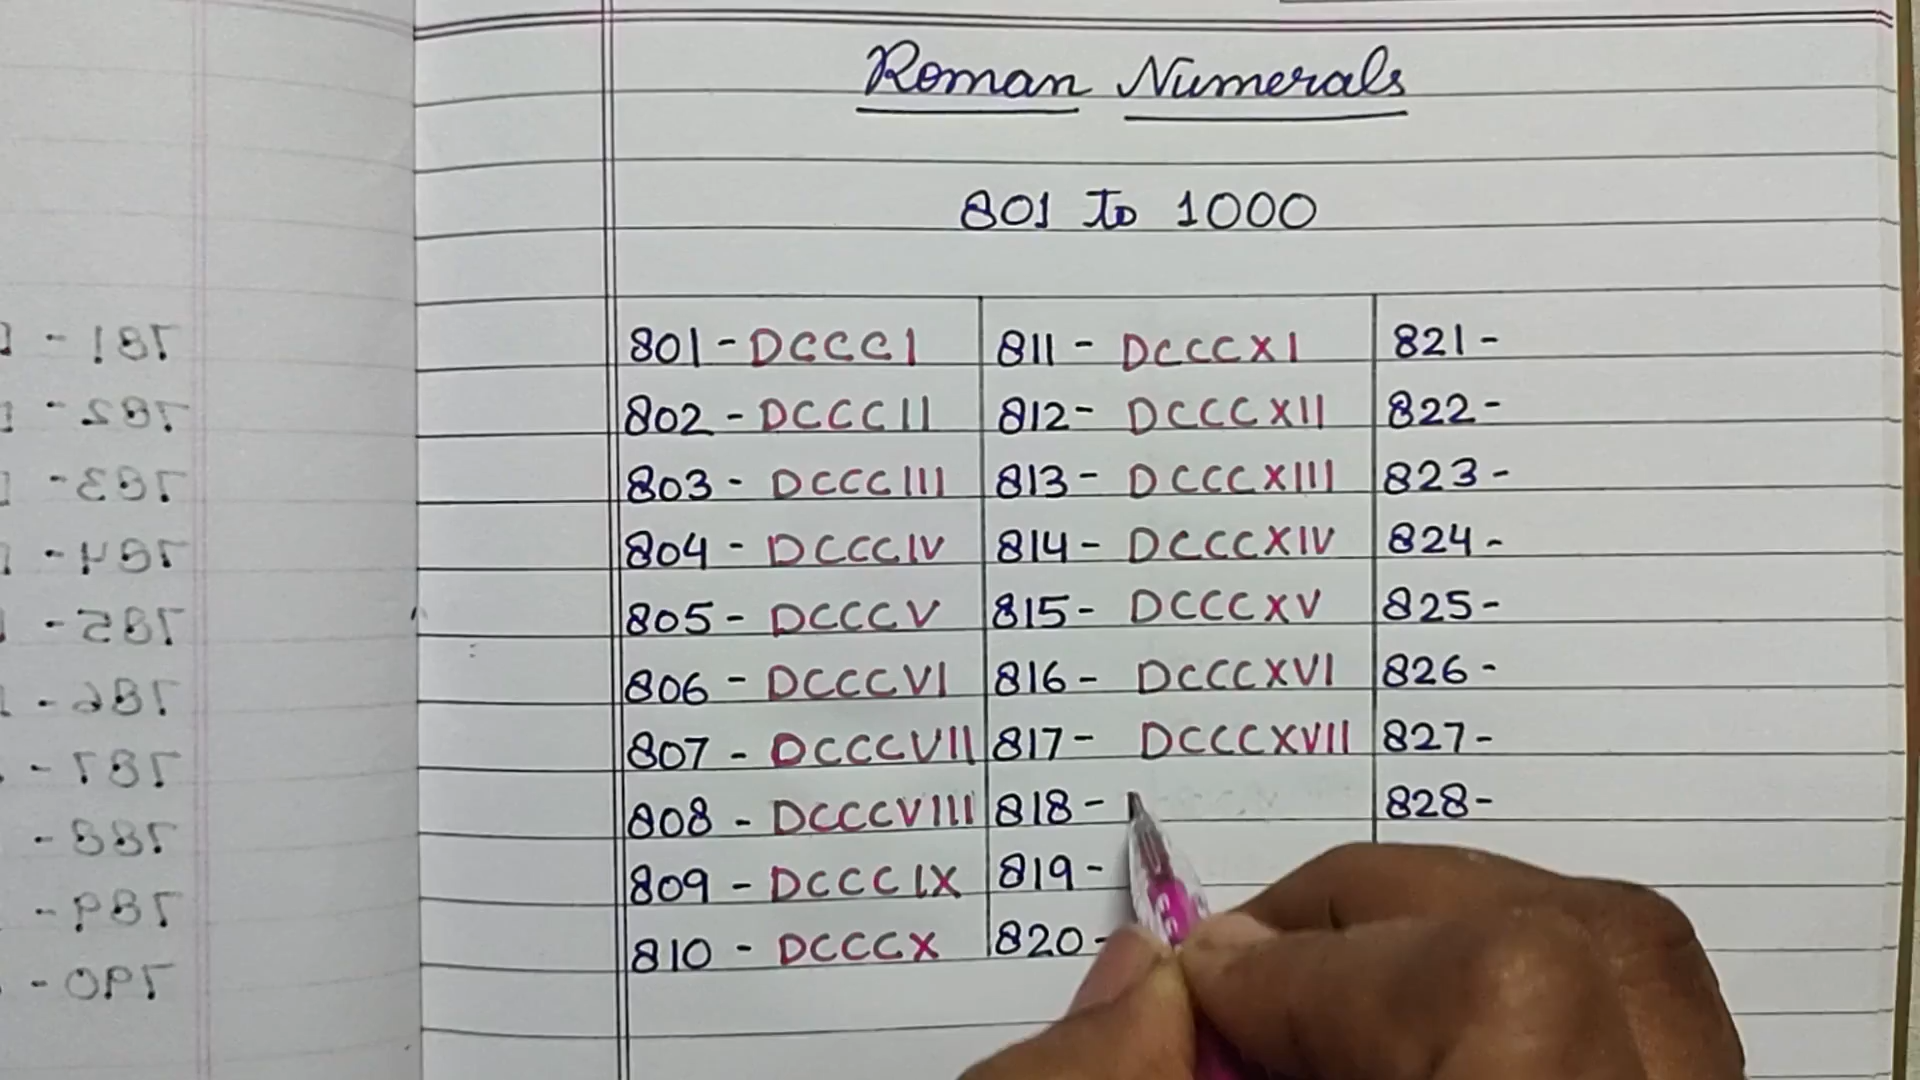 Roman Numerals
801 To 1000
801 - DCCCI 811 - DCCCXI 821 -
802 - DCCCII 812 - DCCCXII 822 -
803 - DCCCIII 813 - DCCCXIII 823 -
804 - DCCCIV 814 - DCCCXIV 824 -
805 - DCCCV 815 - DCCCXV 825 -
806 - DCCCVI 816 - DCCCXVI 826 -
807 - DCCCVII 817 - DCCCXVII 827 -
808 - DCCCVIII 818 - 828 -
809 - DCCCIX 819 -
810 - DCCCX 820 -